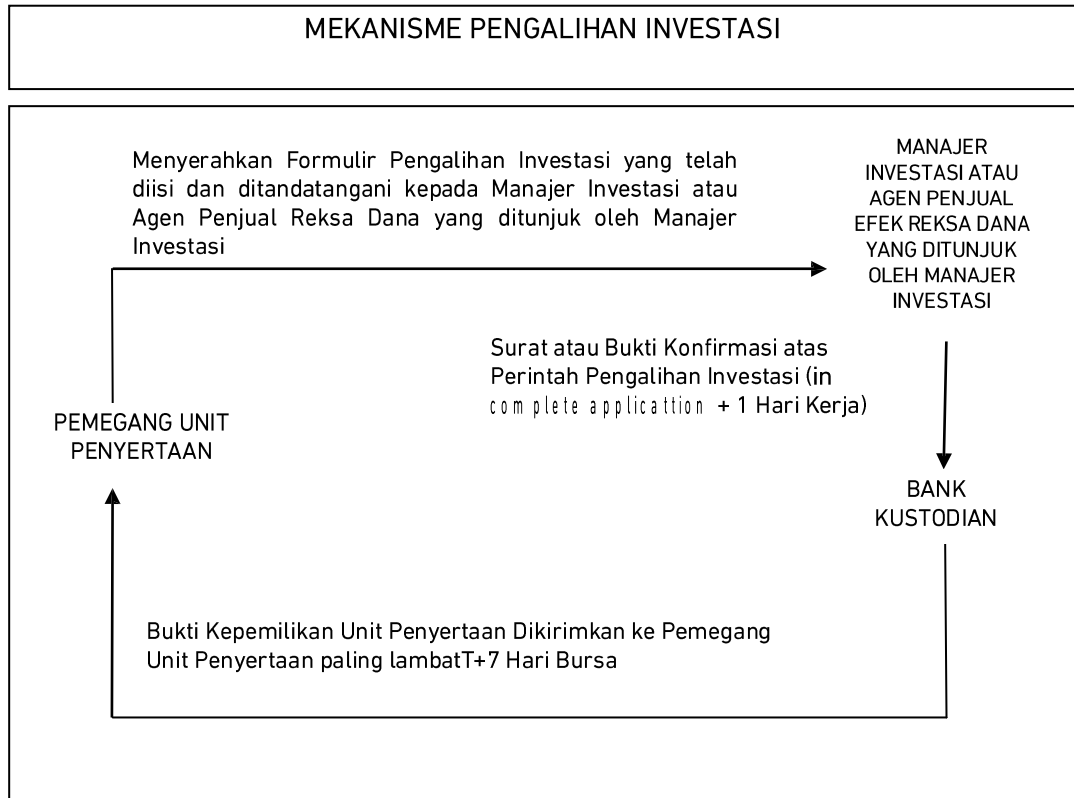 MEKANISME PENGALIHAN INVESTASI
Menyerahkan Formulir Pengalihan Investasi yang telah
diisi dan ditandatangani kepada Manajer Investasi atau
Agen Penjual Reksa Dana yang ditunjuk oleh Manajer
Investasi
MANAJER
INVESTASI ATAU
AGEN PENJUAL
EFEK REKSA DANA
YANG DITUNJUK
OLEH MANAJER
INVESTASI
Surat atau Bukti Konfirmasi atas
Perintah Pengalihan Investasi (in
complete applicattion + 1 Hari Kerja)
PEMEGANG UNIT
PENYERTAAN
BANK
KUSTODIAN
Bukti Kepemilikan Unit Penyertaan Dikirimkan ke Pemegang
Unit Penyertaan paling lambatT+7 Hari Bursa